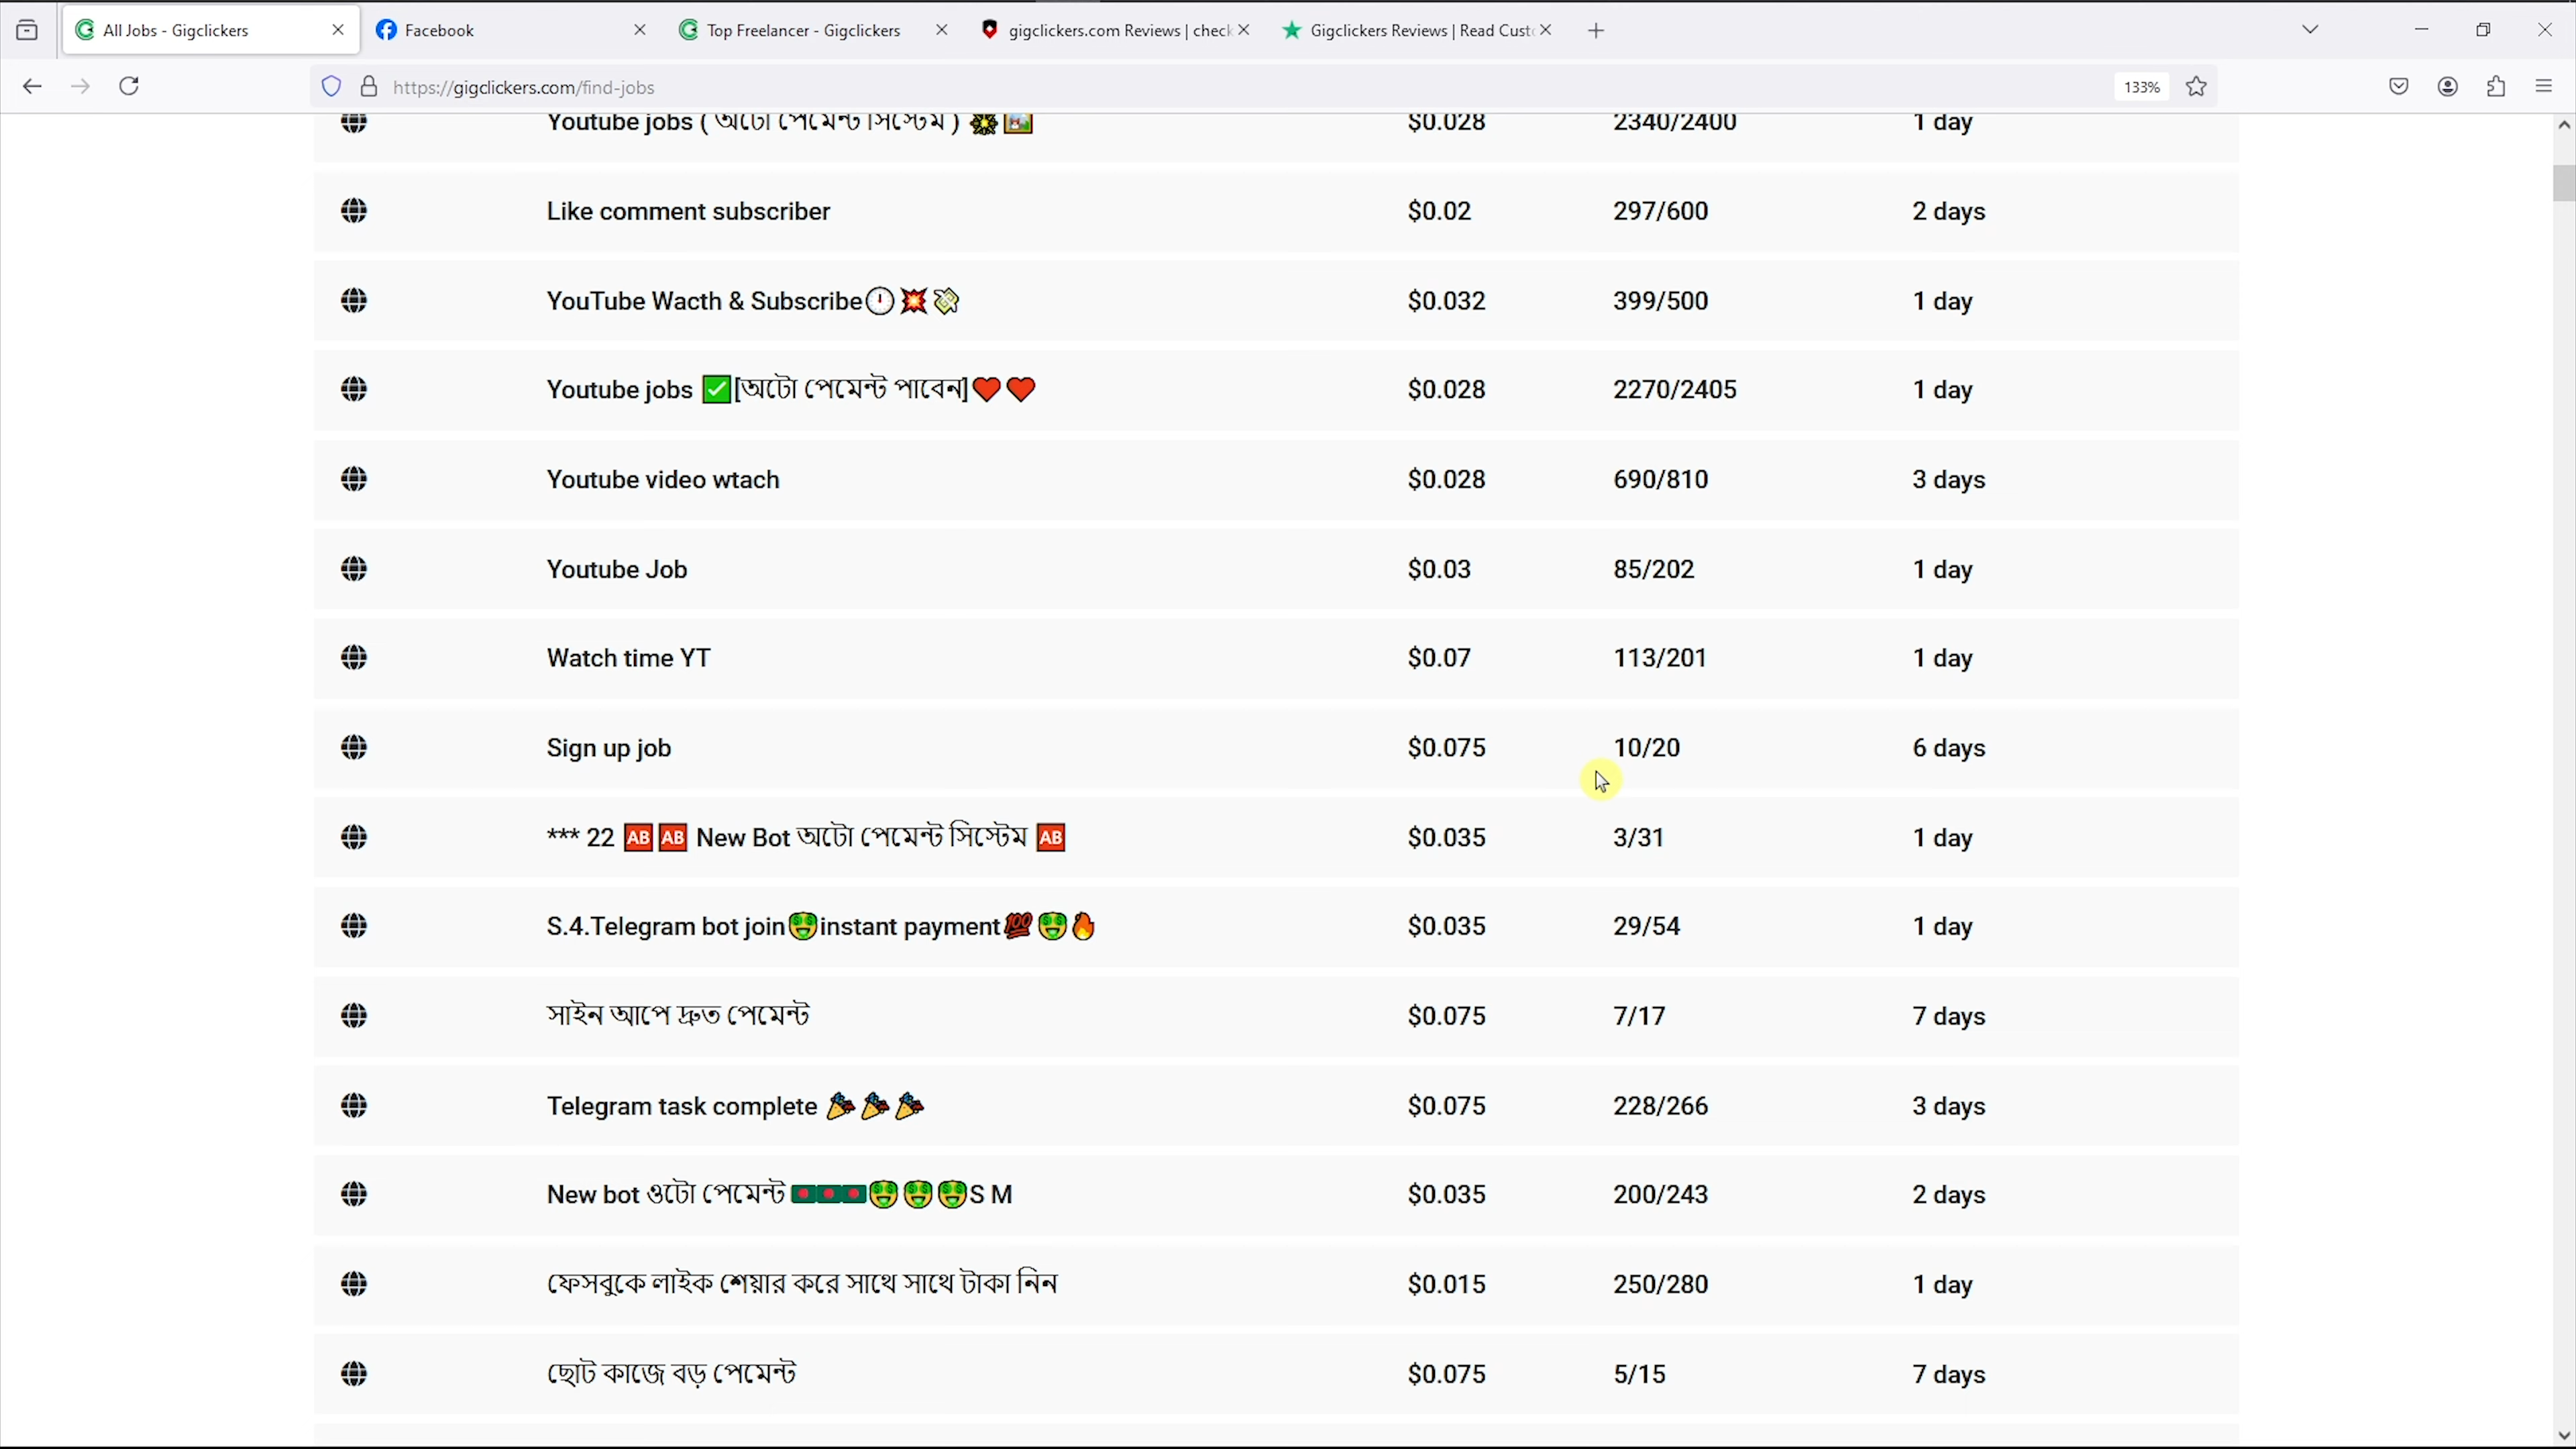 All Jobs - Gigclickers
Facebook
Top Freelancer - Gigclickers
gigclickers.com Reviews | check
Gigclickers Reviews | Read Custo
https://gigclickers.com/find-jobs
133%
Youtube jobs ( অটো পেমেন্ট সিস্টেম ) $0.028 2340/2400 1 day
Like comment subscriber $0.02 297/600 2 days
YouTube Wacth & Subscribe🕛💥💸 $0.032 399/500 1 day
Youtube jobs ✅[অটো পেমেন্ট পাবেন]❤️❤️ $0.028 2270/2405 1 day
Youtube video wtach $0.028 690/810 3 days
Youtube Job $0.03 85/202 1 day
Watch time YT $0.07 113/201 1 day
Sign up job $0.075 10/20 6 days
*** 22 🆎🆎 New Bot অটো পেমেন্ট সিস্টেম 🆎 $0.035 3/31 1 day
S.4.Telegram bot join🤑instant payment💯🤑🔥 $0.035 29/54 1 day
সাইন আপে দ্রুত পেমেন্ট $0.075 7/17 7 days
Telegram task complete 🎉🎉🎉 $0.075 228/266 3 days
New bot ওটো পেমেন্ট 🇧🇩🇧🇩🇧🇩🤑🤑🤑S M $0.035 200/243 2 days
ফেসবুকে লাইক শেয়ার করে সাথে সাথে টাকা নিন $0.015 250/280 1 day
ছোট কাজে বড় পেমেন্ট $0.075 5/15 7 days